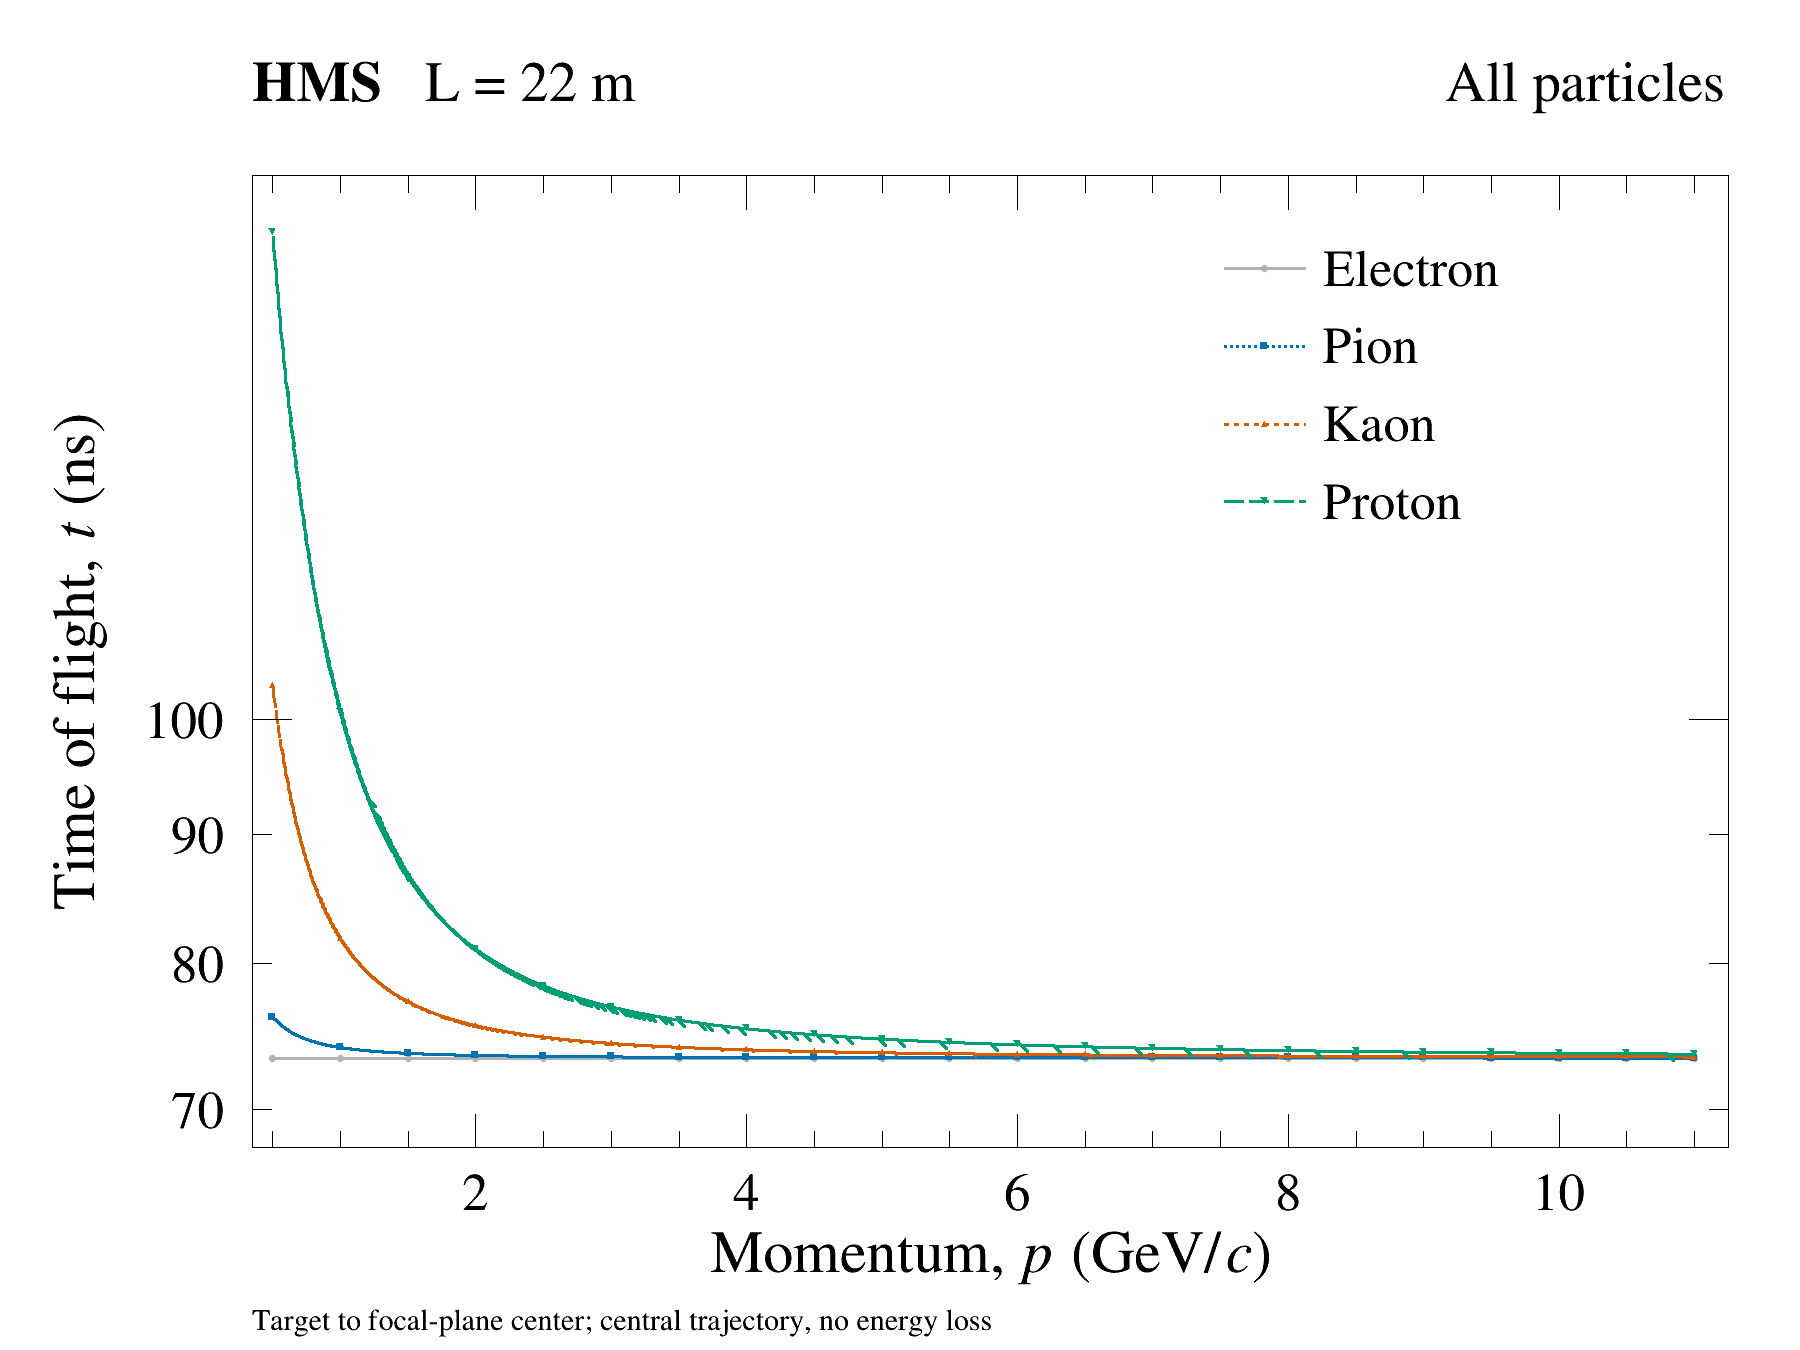 HMS L = 22 m
All particles
Electron
Pion
Kaon
Proton
Time of flight, t (ns)
100
90
80
70
2 4 6 8 10
Momentum, p (GeV/c)
Target to focal-plane center; central trajectory, no energy loss